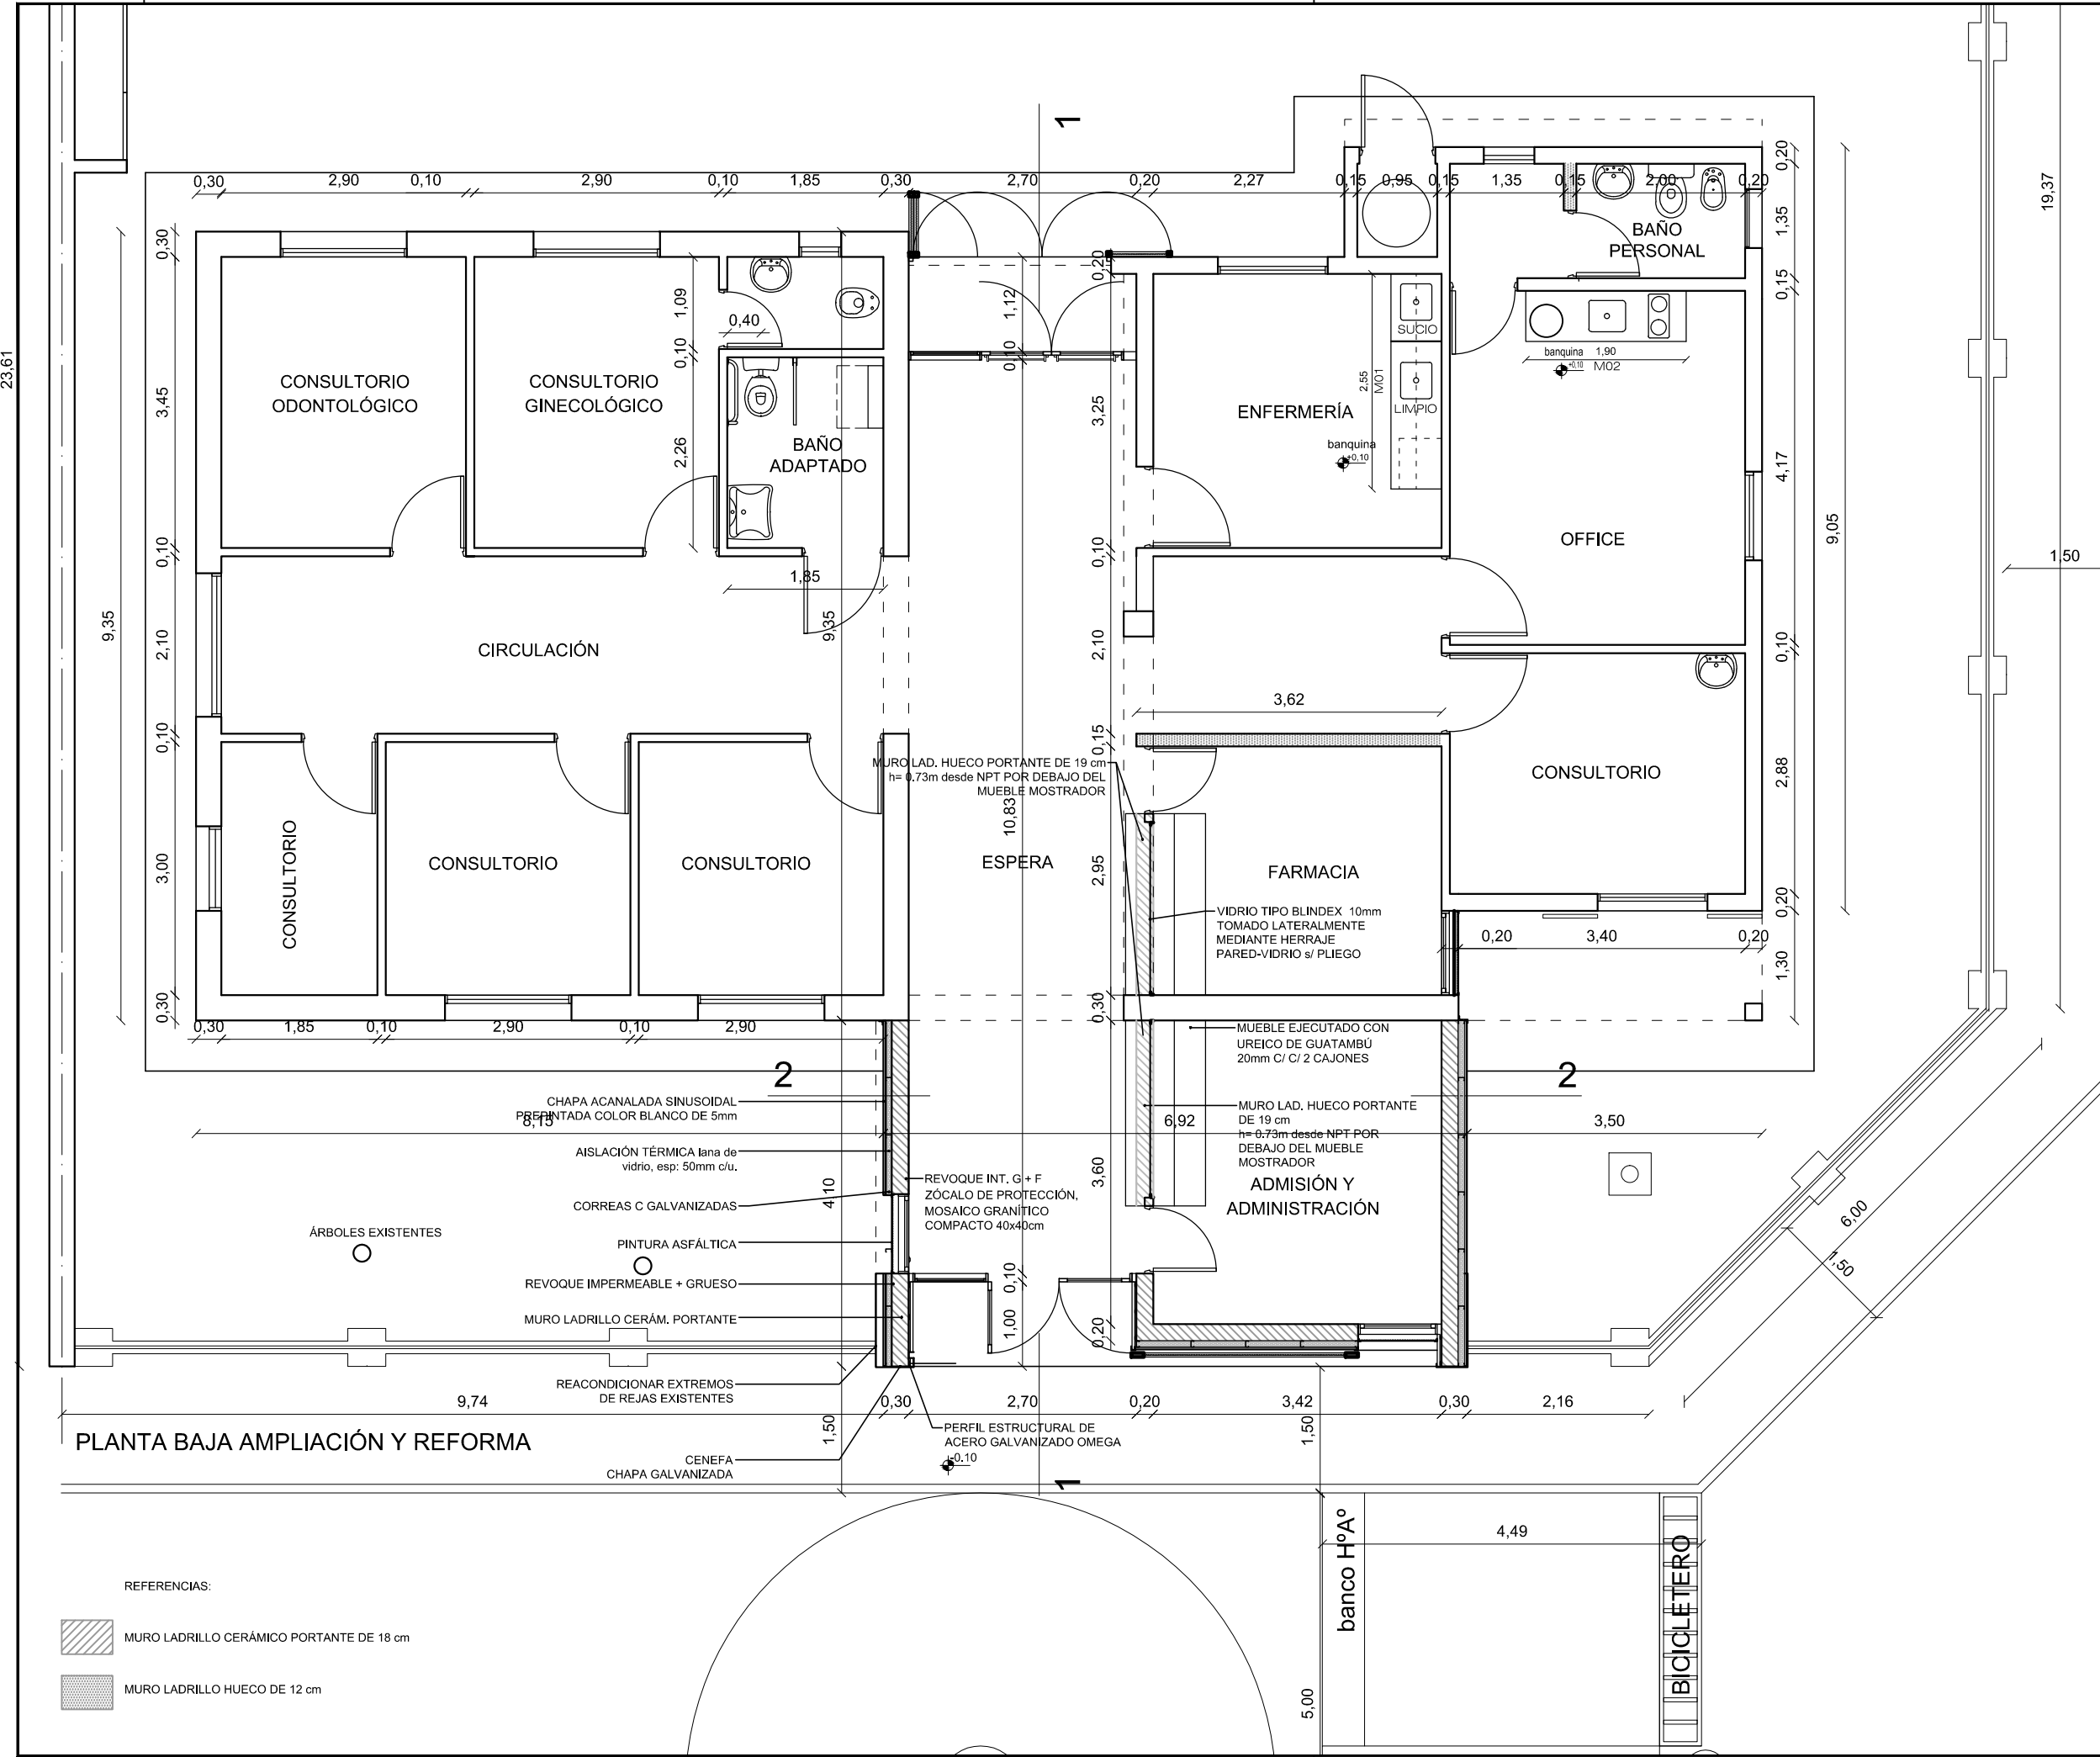 1
0,30 2,90 0,10 2,90 0,10 1,85 0,30 2,70 0,20 2,27 0,15 0,95 0,15 1,35 0,15 2,00 0,20
0,20
1,35
0,15
4,17
0,10
2,88
0,20
1,30
9,05
19,37
1,50
23,61
9,35
0,30
3,45
0,10
2,10
0,10
3,00
0,30
CONSULTORIO
ODONTOLÓGICO
CONSULTORIO
GINECOLÓGICO
1,09
0,10
2,26
0,40
BAÑO
ADAPTADO
1,85
9,35
1,12
0,10
10,83
0,20
3,25
0,10
2,10
0,15
2,95
0,30
3,60
0,20
ENFERMERÍA
banquina
+0.10
2,55
M01
SUCIO
LIMPIO
BAÑO
PERSONAL
banquina 1,90
+0,10 M02
OFFICE
CIRCULACIÓN
3,62
MURO LAD. HUECO PORTANTE DE 19 cm
h= 0.73m desde NPT POR DEBAJO DEL
MUEBLE MOSTRADOR
CONSULTORIO
CONSULTORIO
CONSULTORIO
CONSULTORIO
ESPERA
FARMACIA
VIDRIO TIPO BLINDEX 10mm
TOMADO LATERALMENTE
MEDIANTE HERRAJE
PARED-VIDRIO s/ PLIEGO
0,20 3,40 0,20
0,30 1,85 0,10 2,90 0,10 2,90
MUEBLE EJECUTADO CON
UREICO DE GUATAMBÚ
20mm C/ C/ 2 CAJONES
2
2
CHAPA ACANALADA SINUSOIDAL
PREPINTADA COLOR BLANCO DE 5mm
8,15 6,92 3,50
MURO LAD. HUECO PORTANTE
DE 19 cm
h= 0.73m desde NPT POR
DEBAJO DEL MUEBLE
MOSTRADOR
AISLACIÓN TÉRMICA lana de
vidrio, esp: 50mm c/u.
REVOQUE INT. G + F
ZÓCALO DE PROTECCIÓN,
MOSAICO GRANÍTICO
COMPACTO 40x40cm
ADMISIÓN Y
ADMINISTRACIÓN
CORREAS C GALVANIZADAS
4,10
ÁRBOLES EXISTENTES
PINTURA ASFÁLTICA
REVOQUE IMPERMEABLE + GRUESO
MURO LADRILLO CERÁM. PORTANTE
0,10
1,00
6,00
1,50
REACONDICIONAR EXTREMOS
DE REJAS EXISTENTES
9,74 0,30 2,70 0,20 3,42 0,30 2,16
1,50
1,50
PLANTA BAJA AMPLIACIÓN Y REFORMA
PERFIL ESTRUCTURAL DE
ACERO GALVANIZADO OMEGA
-0.10
CENEFA
CHAPA GALVANIZADA
1
banco HºAº
4,49
BICICLETERO
5,00
REFERENCIAS:
MURO LADRILLO CERÁMICO PORTANTE DE 18 cm
MURO LADRILLO HUECO DE 12 cm